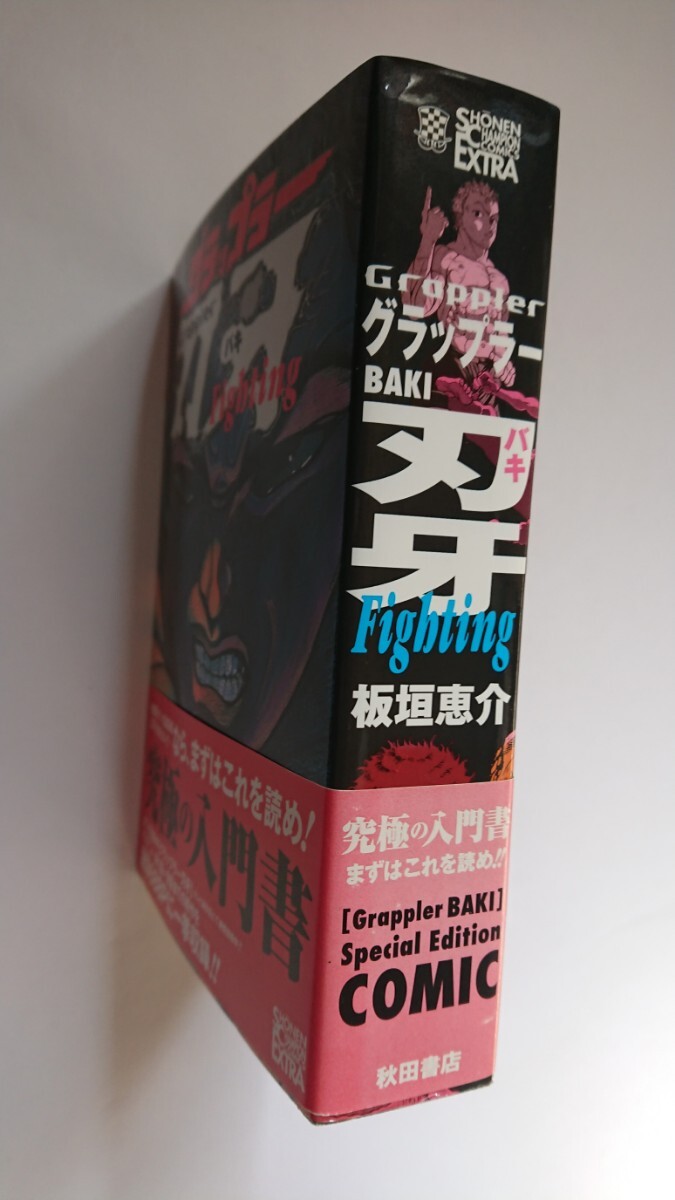 SHONEN
CHAMPION
COMICS
EXTRA
Grappler
グラップラー
BAKI
刃牙
バキ
Fighting
板垣恵介
究極の入門書
まずはこれを読め!!
[Grappler BAKI]
Special Edition
COMIC
秋田書店
グラップラー
バキ
Fighting
なら、まずはこれを読め!
究極の入門書
SHONEN
CHAMPION
COMICS
EXTRA